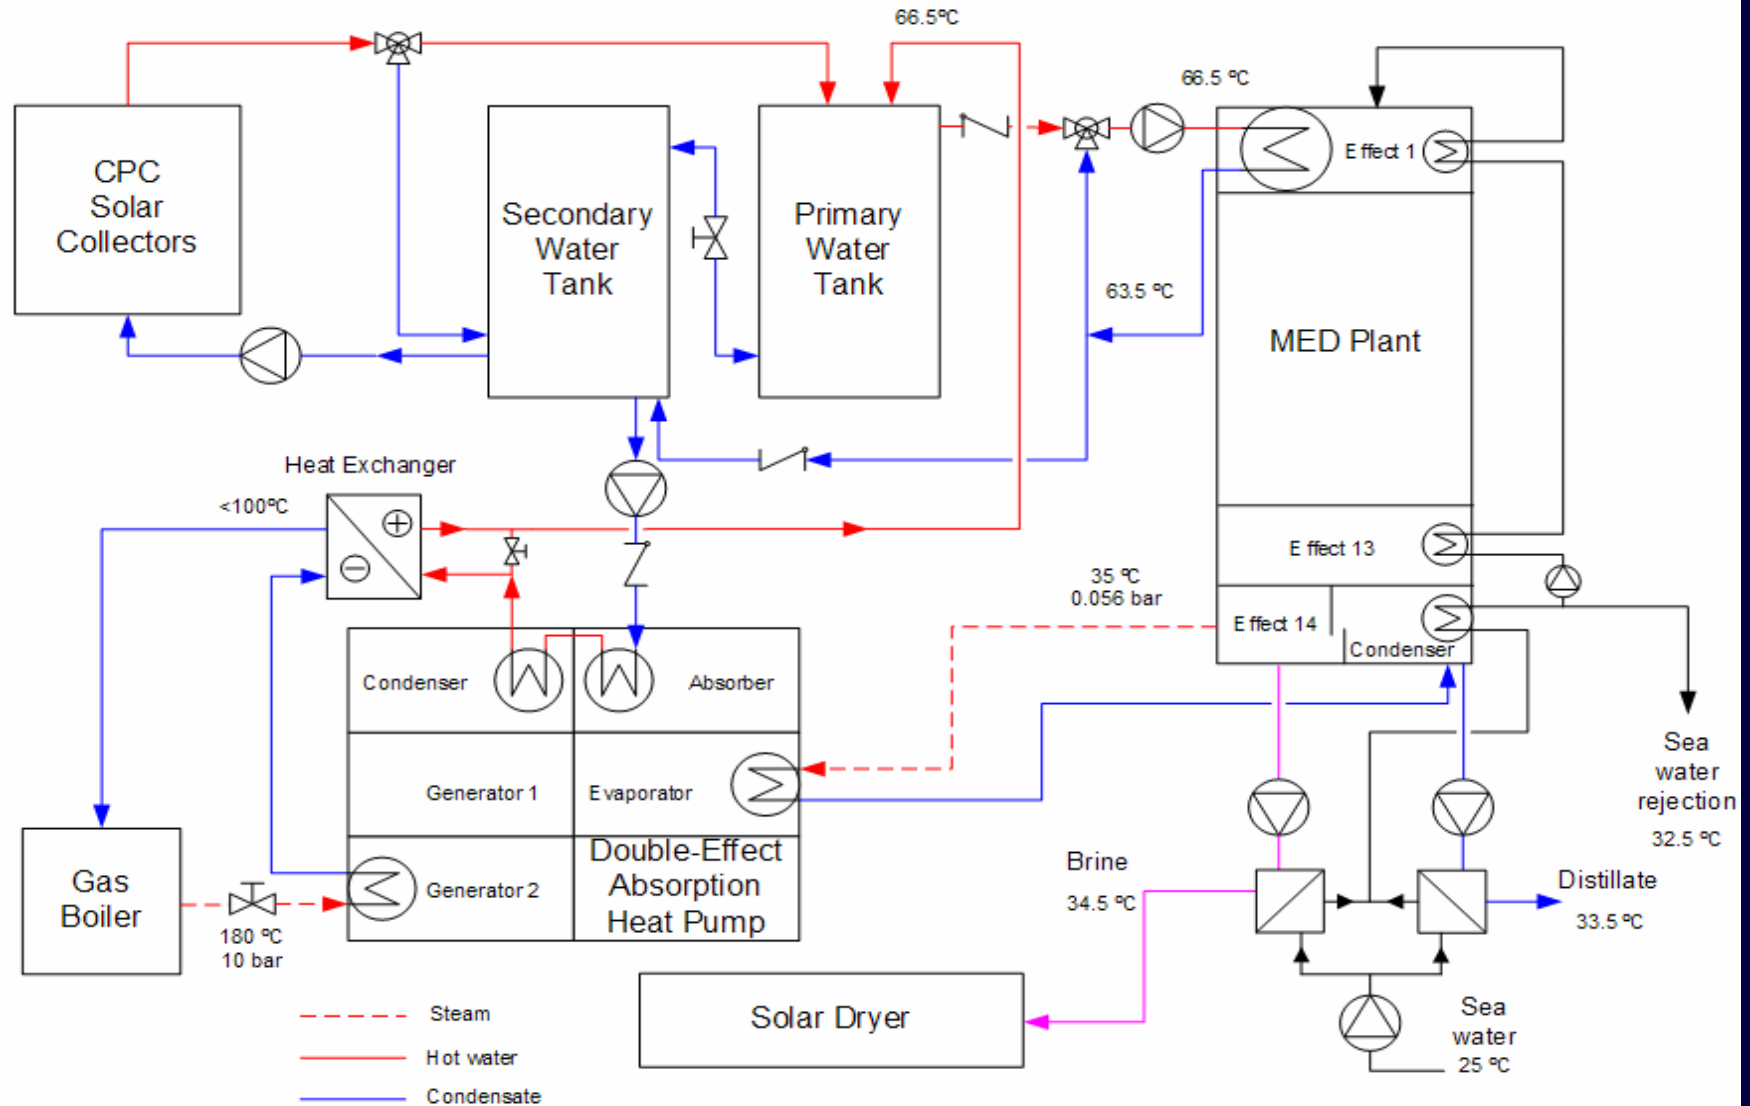 66.5ºC
66.5 ºC
CPC
Solar
Collectors
Secondary
Water
Tank
Primary
Water
Tank
Effect 1
63.5 ºC
MED Plant
Heat Exchanger
<100ºC
+
−
Effect 13
35 ºC
0.056 bar
Effect 14
Condenser
Condenser
Absorber
Generator 1
Evaporator
Sea
water
rejection
32.5 ºC
Gas
Boiler
180 ºC
10 bar
Generator 2
Double-Effect
Absorption
Heat Pump
Brine
34.5 ºC
Distillate
33.5 ºC
Solar Dryer
Sea
water
25 ºC
Steam
Hot water
Condensate